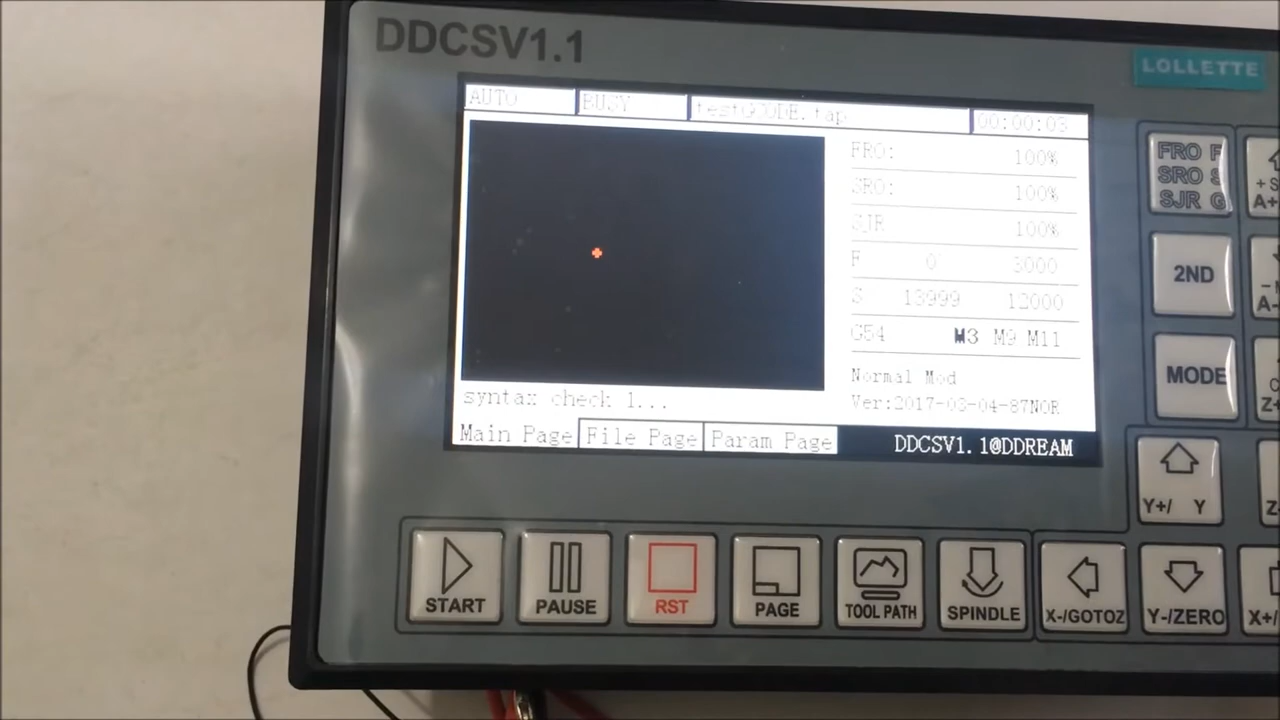 DDCSV1.1
LOLLETTE
AUTO BUSY testGCODE.tap 00:00:03
FRO: 100%
SRO: 100%
SJR 100%
F 0 3000
S 13999 12000
G54 M3 M9 M11
Normal Mod
Ver:2017-03-04-87NOR
syntax check 1...
Main Page File Page Param Page DDCSV1.1@DDREAM
FRO F
SRO S
SJR G
+S
A+
2ND
A-
MODE
Z-
Y+/ Y
START PAUSE RST PAGE TOOL PATH SPINDLE X-/GOTOZ Y-/ZERO X+/